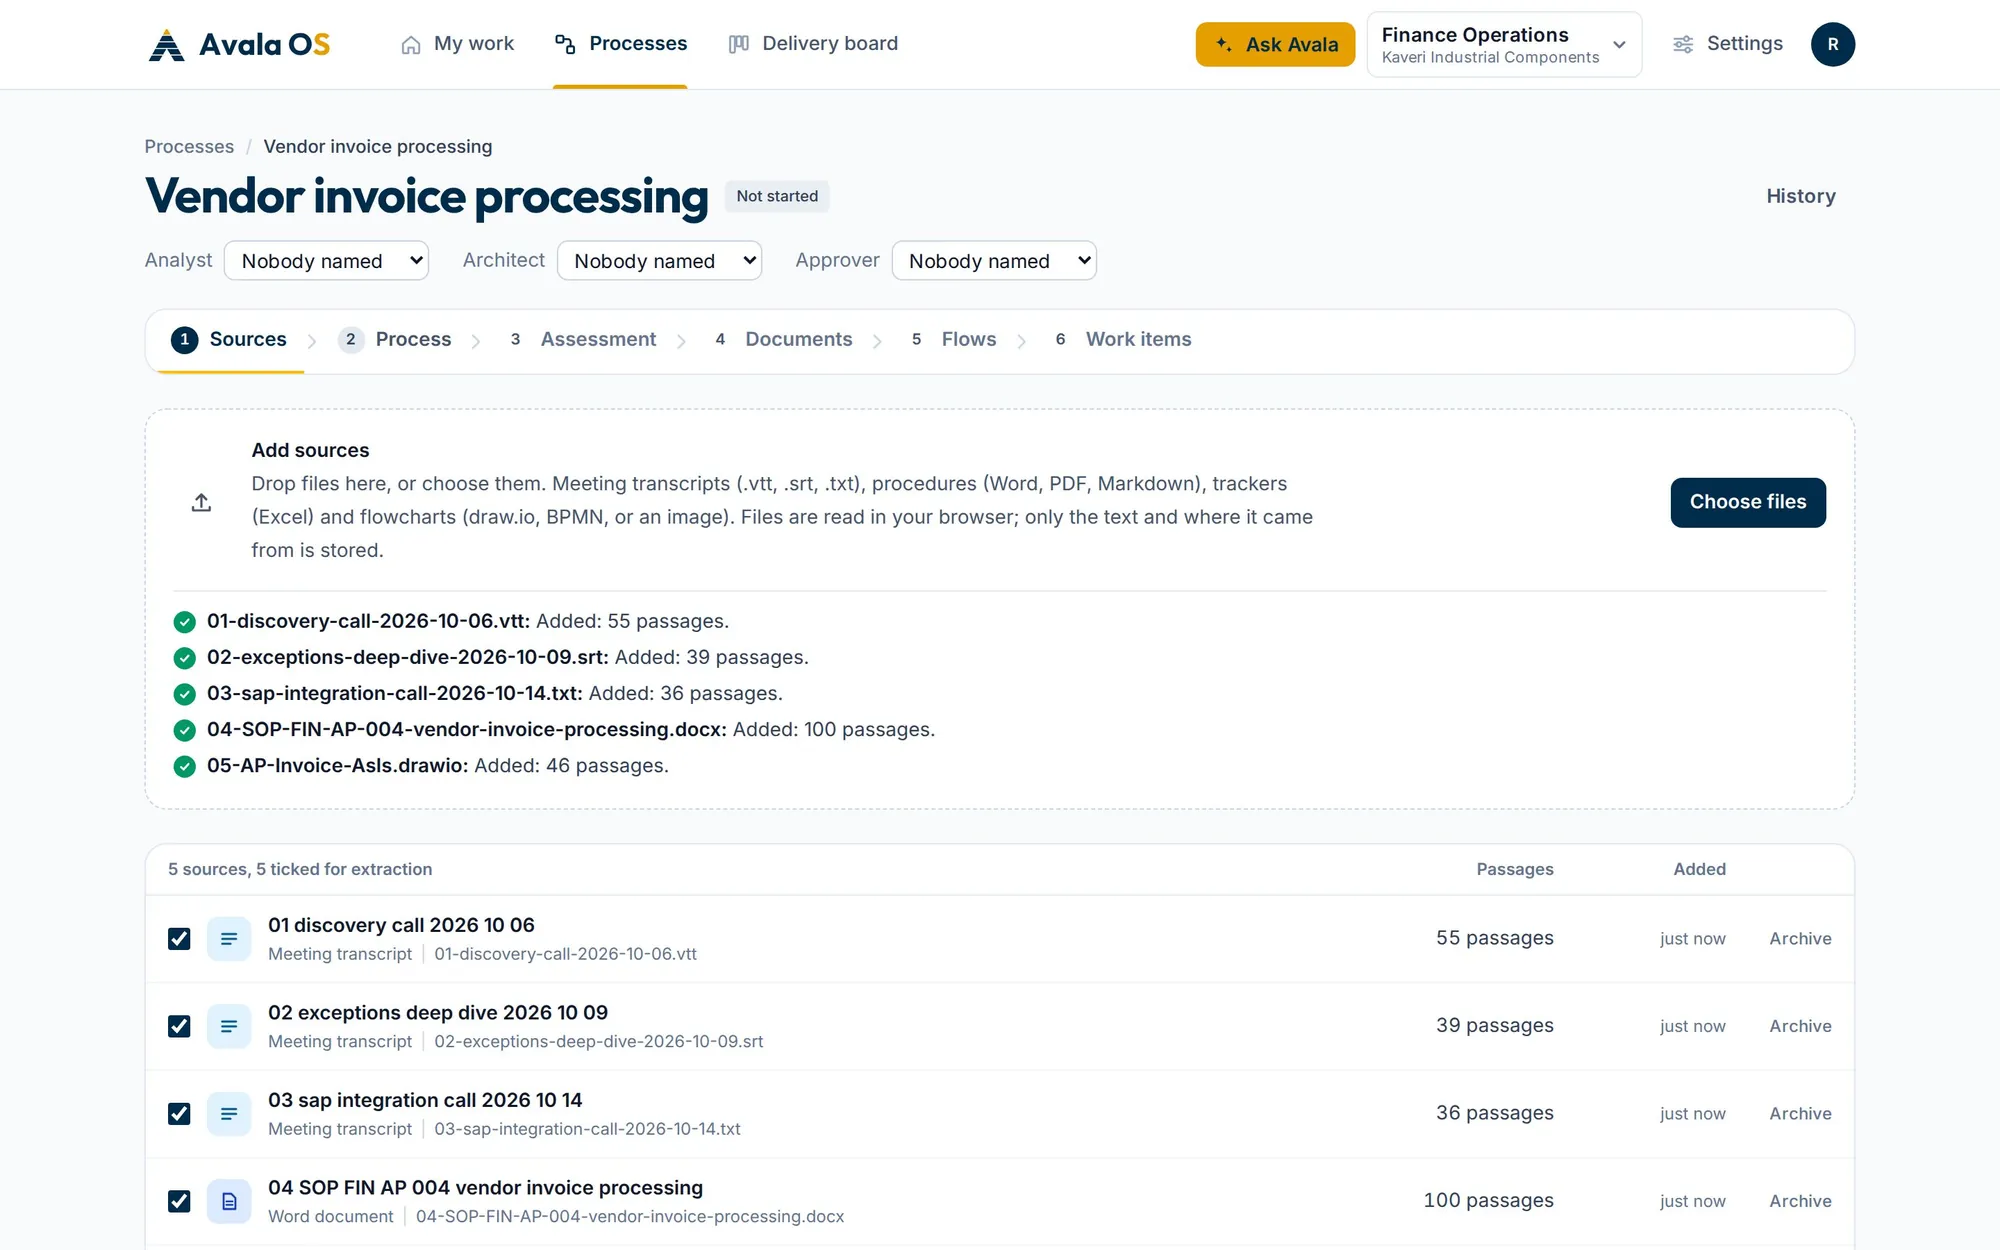 Avala OS
My work
Processes
Delivery board
Ask Avala
Finance Operations
Kaveri Industrial Components
Settings
R
Processes / Vendor invoice processing
Vendor invoice processing
Not started
History
Analyst Nobody named
Architect Nobody named
Approver Nobody named
1 Sources
2 Process
3 Assessment
4 Documents
5 Flows
6 Work items
Add sources
Drop files here, or choose them. Meeting transcripts (.vtt, .srt, .txt), procedures (Word, PDF, Markdown), trackers
(Excel) and flowcharts (draw.io, BPMN, or an image). Files are read in your browser; only the text and where it came
from is stored.
Choose files
01-discovery-call-2026-10-06.vtt: Added: 55 passages.
02-exceptions-deep-dive-2026-10-09.srt: Added: 39 passages.
03-sap-integration-call-2026-10-14.txt: Added: 36 passages.
04-SOP-FIN-AP-004-vendor-invoice-processing.docx: Added: 100 passages.
05-AP-Invoice-AsIs.drawio: Added: 46 passages.
5 sources, 5 ticked for extraction Passages Added
01 discovery call 2026 10 06
Meeting transcript | 01-discovery-call-2026-10-06.vtt
55 passages just now Archive
02 exceptions deep dive 2026 10 09
Meeting transcript | 02-exceptions-deep-dive-2026-10-09.srt
39 passages just now Archive
03 sap integration call 2026 10 14
Meeting transcript | 03-sap-integration-call-2026-10-14.txt
36 passages just now Archive
04 SOP FIN AP 004 vendor invoice processing
Word document | 04-SOP-FIN-AP-004-vendor-invoice-processing.docx
100 passages just now Archive